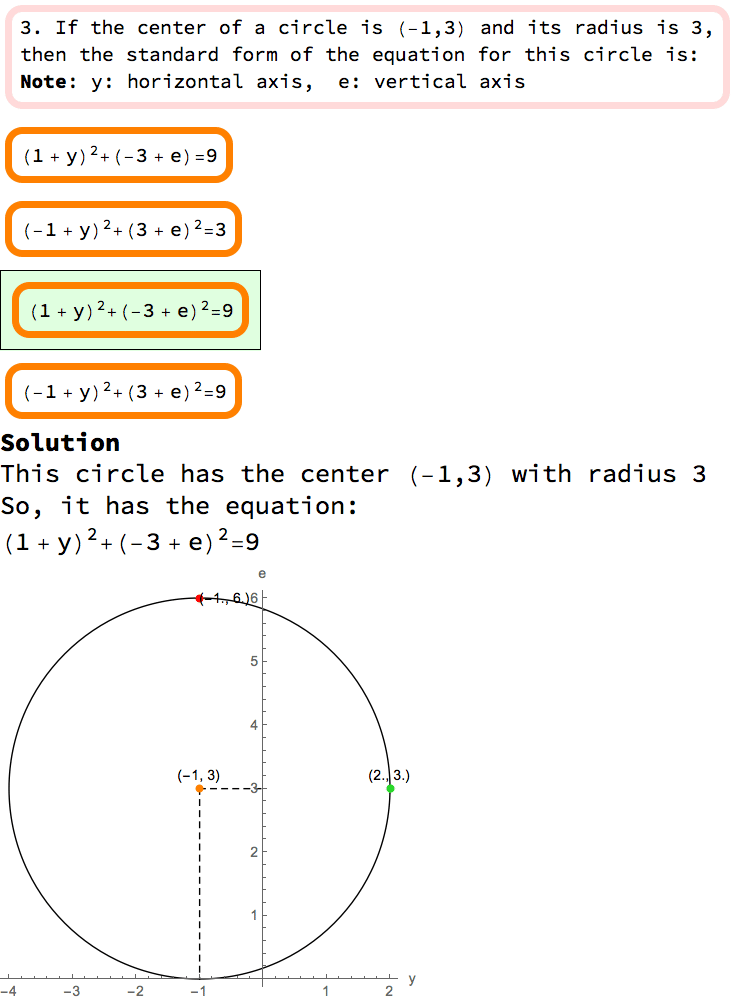 3. If the center of a circle is (-1,3) and its radius is 3,
then the standard form of the equation for this circle is:
Note: y: horizontal axis,  e: vertical axis
(1 + y)²+(-3 + e)=9
(-1 + y)²+(3 + e)²=3
(1 + y)²+(-3 + e)²=9
(-1 + y)²+(3 + e)²=9
Solution
This circle has the center (-1,3) with radius 3
So, it has the equation:
(1 + y)²+(-3 + e)²=9
e
(-1., 6.)
6
5
4
(-1, 3)
(2., 3.)
3
2
1
y
-4 -3 -2 -1 1 2